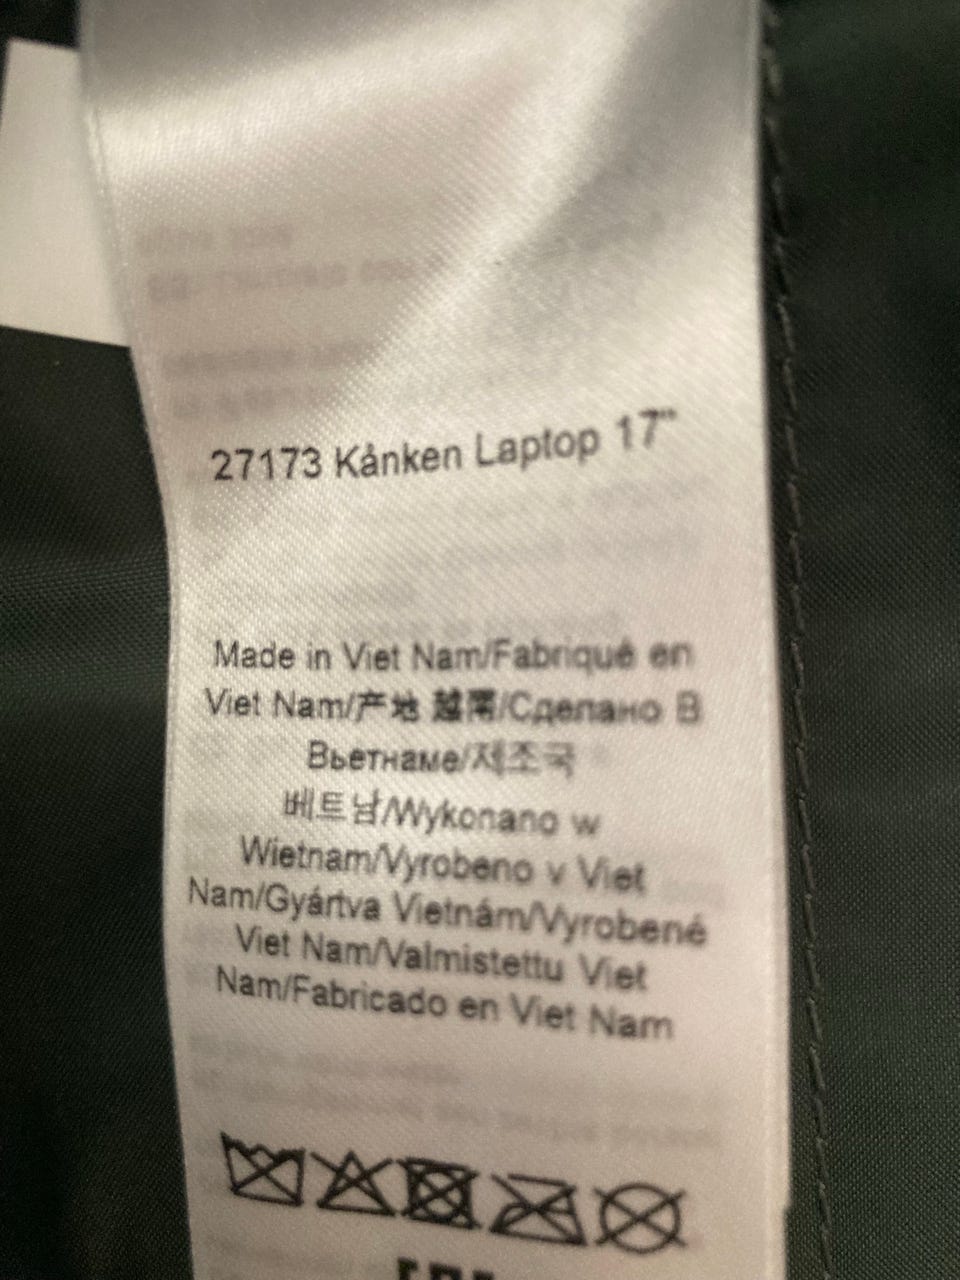 27173 Kånken Laptop 17"
Made in Viet Nam/Fabriqué en
Viet Nam/产地 越南/Сделано В
Вьетнаме/제조국
베트남/Wykonano w
Wietnam/Vyrobeno v Viet
Nam/Gyártva Vietnám/Vyrobené
Viet Nam/Valmistettu Viet
Nam/Fabricado en Viet Nam